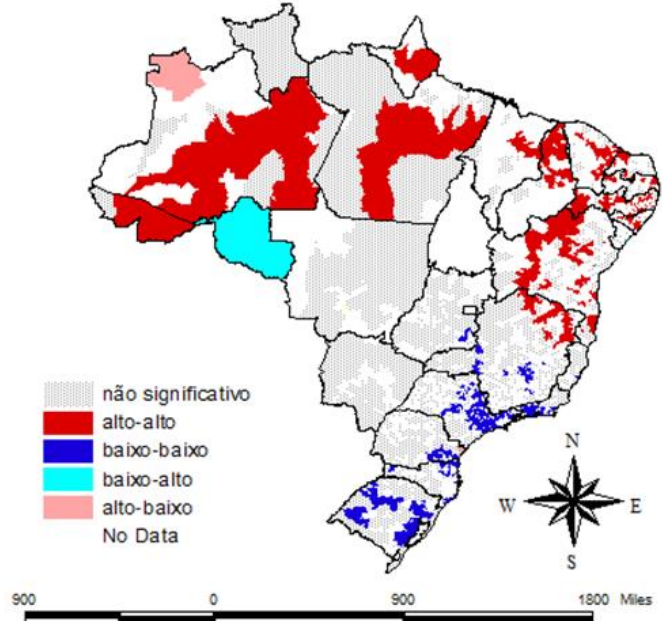 não significativo
alto-alto
baixo-baixo
baixo-alto
alto-baixo
No Data
N
W E
S
900 0 900 1800 Miles